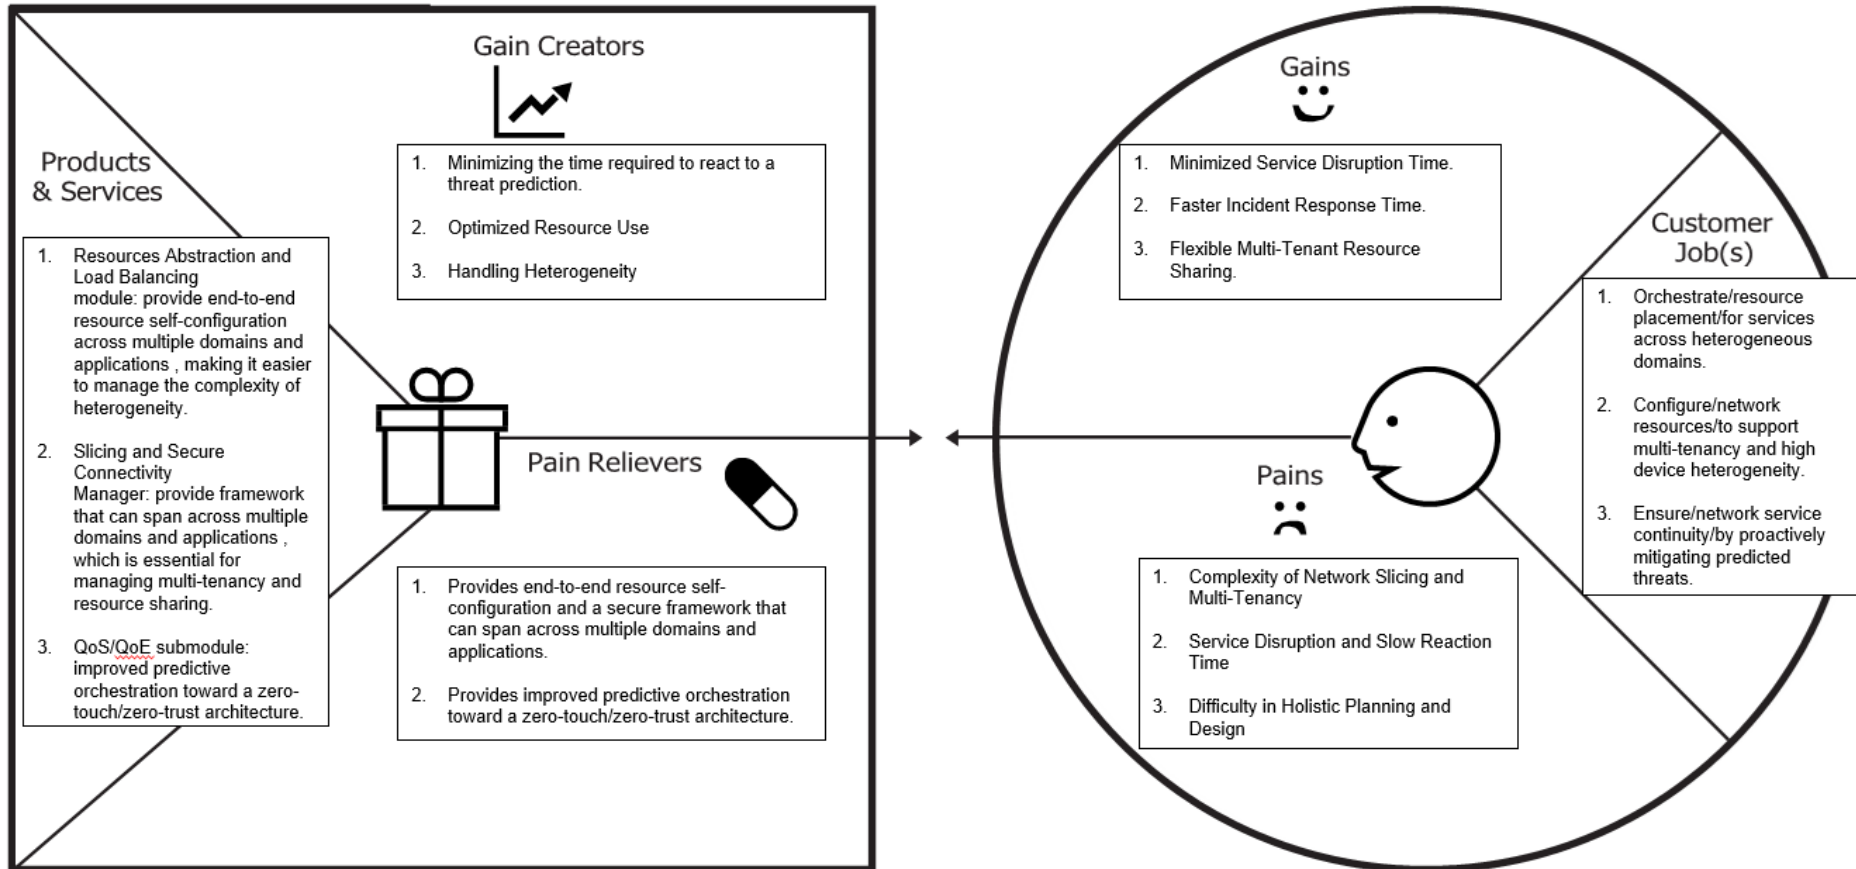 Gain Creators
1. Minimizing the time required to react to a
threat prediction.
2. Optimized Resource Use
3. Handling Heterogeneity
Products
& Services
1. Resources Abstraction and
Load Balancing
module: provide end-to-end
resource self-configuration
across multiple domains and
applications , making it easier
to manage the complexity of
heterogeneity.
2. Slicing and Secure
Connectivity
Manager: provide framework
that can span across multiple
domains and applications ,
which is essential for
managing multi-tenancy and
resource sharing.
3. QoS/QoE submodule:
improved predictive
orchestration toward a zero-
touch/zero-trust architecture.
Pain Relievers
1. Provides end-to-end resource self-
configuration and a secure framework that
can span across multiple domains and
applications.
2. Provides improved predictive orchestration
toward a zero-touch/zero-trust architecture.
Gains
1. Minimized Service Disruption Time.
2. Faster Incident Response Time.
3. Flexible Multi-Tenant Resource
Sharing.
Customer
Job(s)
1. Orchestrate/resource
placement/for services
across heterogeneous
domains.
2. Configure/network
resources/to support
multi-tenancy and high
device heterogeneity.
3. Ensure/network service
continuity/by proactively
mitigating predicted
threats.
Pains
1. Complexity of Network Slicing and
Multi-Tenancy
2. Service Disruption and Slow Reaction
Time
3. Difficulty in Holistic Planning and
Design